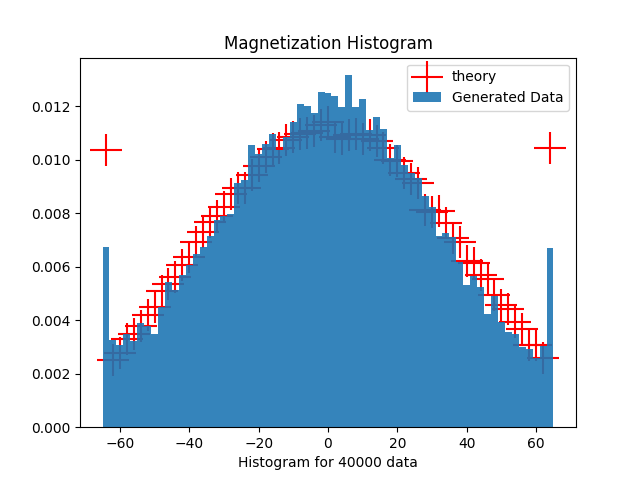 Magnetization Histogram
theory
Generated Data
0.012
0.010
0.008
0.006
0.004
0.002
0.000
−60 −40 −20 0 20 40 60
Histogram for 40000 data